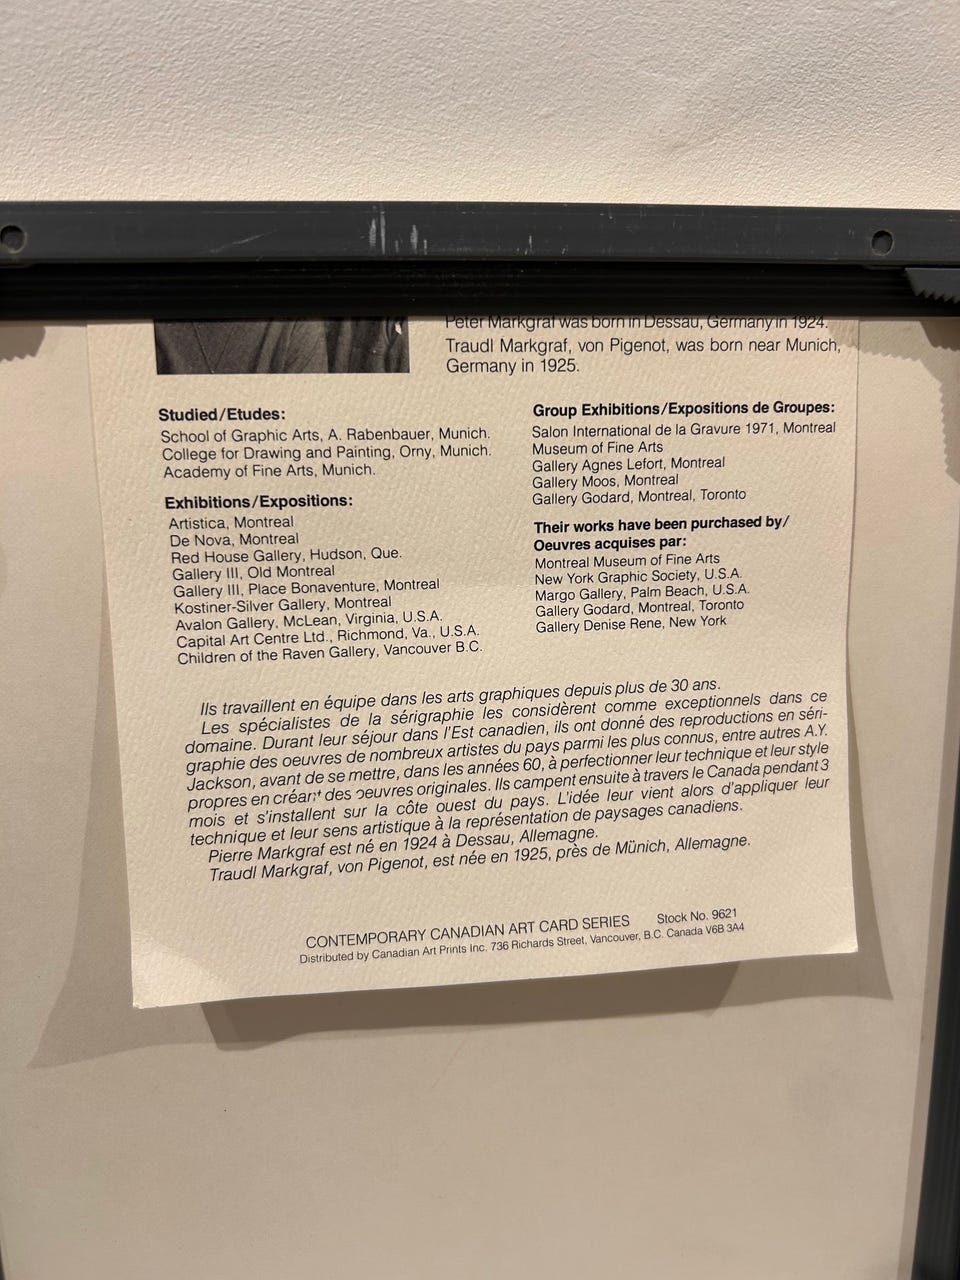 Peter Markgraf was born in Dessau, Germany in 1924.
Traudl Markgraf, von Pigenot, was born near Munich,
Germany in 1925.
Studied/Etudes:
School of Graphic Arts, A. Rabenbauer, Munich.
College for Drawing and Painting, Orny, Munich.
Academy of Fine Arts, Munich.
Exhibitions/Expositions:
Artistica, Montreal
De Nova, Montreal
Red House Gallery, Hudson, Que.
Gallery III, Old Montreal
Gallery III, Place Bonaventure, Montreal
Kostiner-Silver Gallery, Montreal
Avalon Gallery, McLean, Virginia, U.S.A.
Capital Art Centre Ltd., Richmond, Va., U.S.A.
Children of the Raven Gallery, Vancouver B.C.
Group Exhibitions/Expositions de Groupes:
Salon International de la Gravure 1971, Montreal
Museum of Fine Arts
Gallery Agnes Lefort, Montreal
Gallery Moos, Montreal
Gallery Godard, Montreal, Toronto
Their works have been purchased by/
Oeuvres acquises par:
Montreal Museum of Fine Arts
New York Graphic Society, U.S.A.
Margo Gallery, Palm Beach, U.S.A.
Gallery Godard, Montreal, Toronto
Gallery Denise Rene, New York
Ils travaillent en équipe dans les arts graphiques depuis plus de 30 ans.
Les spécialistes de la sérigraphie les considèrent comme exceptionnels dans ce
domaine. Durant leur séjour dans l'Est canadien, ils ont donné des reproductions en séri-
graphie des oeuvres de nombreux artistes du pays parmi les plus connus, entre autres A.Y.
Jackson, avant de se mettre, dans les années 60, à perfectionner leur technique et leur style
propres en créant des oeuvres originales. Ils campent ensuite à travers le Canada pendant 3
mois et s'installent sur la côte ouest du pays. L'idée leur vient alors d'appliquer leur
technique et leur sens artistique à la représentation de paysages canadiens.
Pierre Markgraf est né en 1924 à Dessau, Allemagne.
Traudl Markgraf, von Pigenot, est née en 1925, près de Münich, Allemagne.
CONTEMPORARY CANADIAN ART CARD SERIES Stock No. 9621
Distributed by Canadian Art Prints Inc. 736 Richards Street, Vancouver, B.C. Canada V6B 3A4